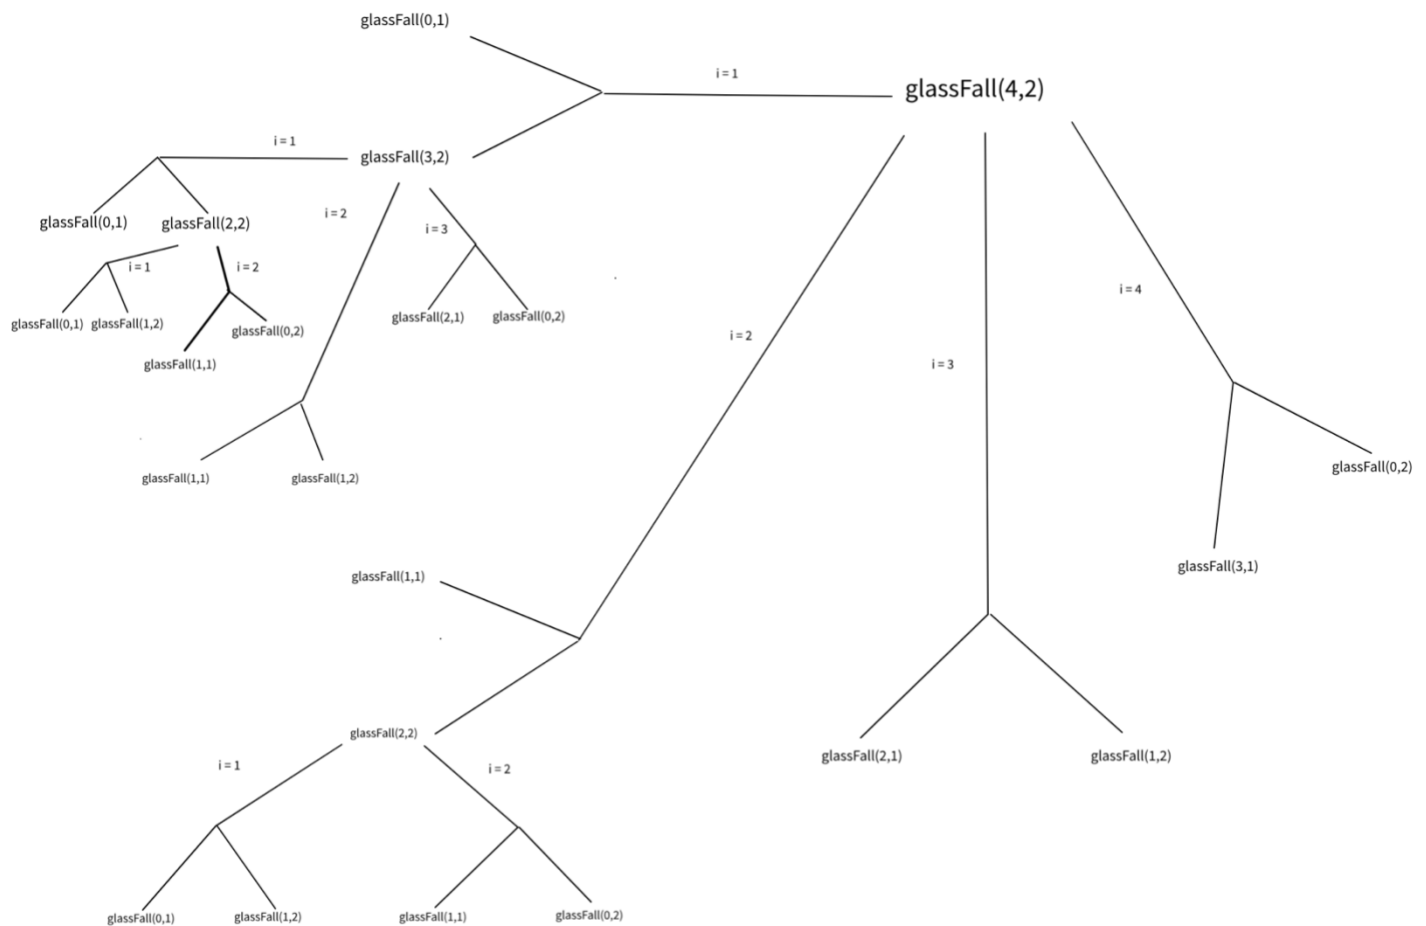 glassFall(0,1)
i = 1
glassFall(4,2)
i = 1
glassFall(3,2)
i = 2
i = 3
glassFall(0,1)
glassFall(2,2)
i = 1
i = 2
glassFall(0,1)
glassFall(1,2)
glassFall(0,2)
glassFall(1,1)
glassFall(2,1)
glassFall(0,2)
i = 2
i = 3
i = 4
glassFall(1,1)
glassFall(1,2)
glassFall(0,2)
glassFall(3,1)
glassFall(1,1)
glassFall(2,2)
glassFall(2,1)
glassFall(1,2)
i = 1
i = 2
glassFall(0,1)
glassFall(1,2)
glassFall(1,1)
glassFall(0,2)